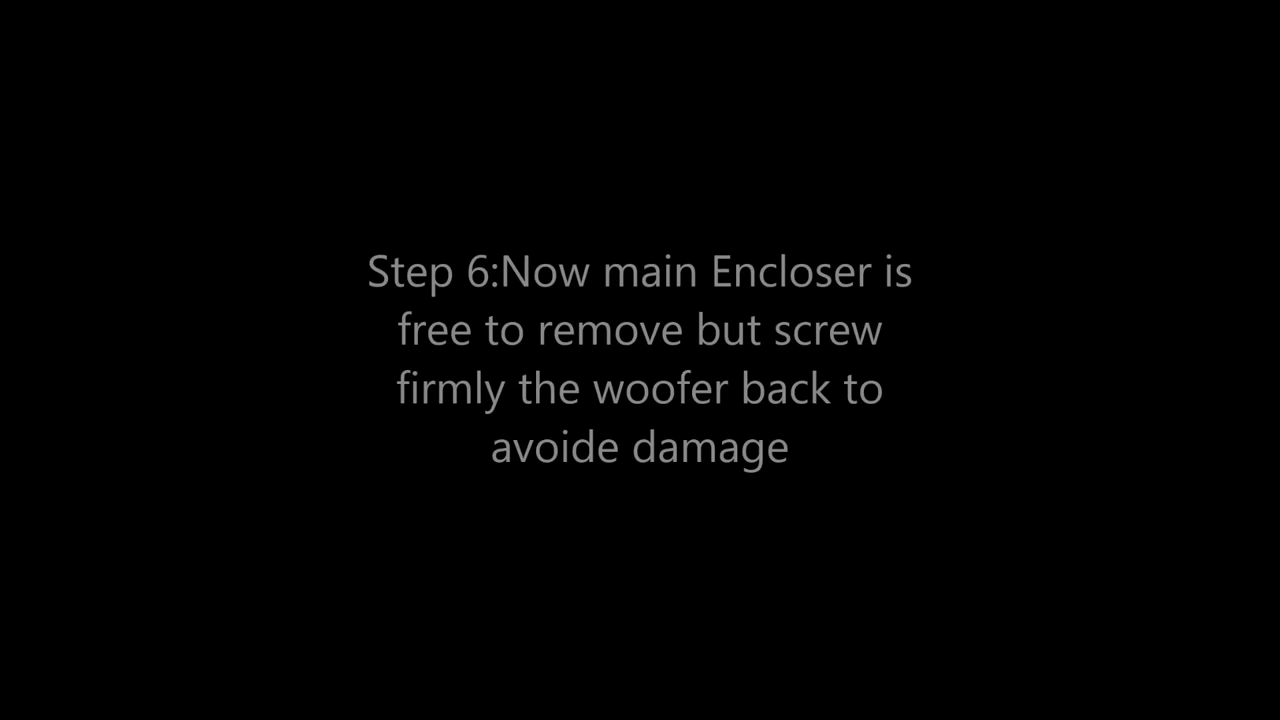 Step 6:Now main Encloser is
free to remove but screw
firmly the woofer back to
avoide damage